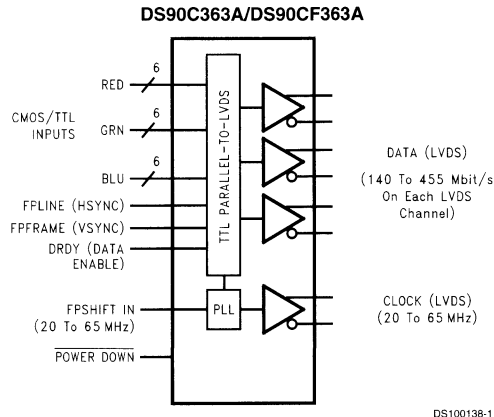 DS90C363A/DS90CF363A
6
RED
CMOS/TTL
INPUTS
6
GRN
6
BLU
FPLINE (HSYNC)
FPFRAME (VSYNC)
DRDY (DATA
ENABLE)
FPSHIFT IN
(20 To 65 MHz)
POWER DOWN
TTL PARALLEL-TO-LVDS
PLL
DATA (LVDS)
(140 To 455 Mbit/s
On Each LVDS
Channel)
CLOCK (LVDS)
(20 To 65 MHz)
DS100138-1